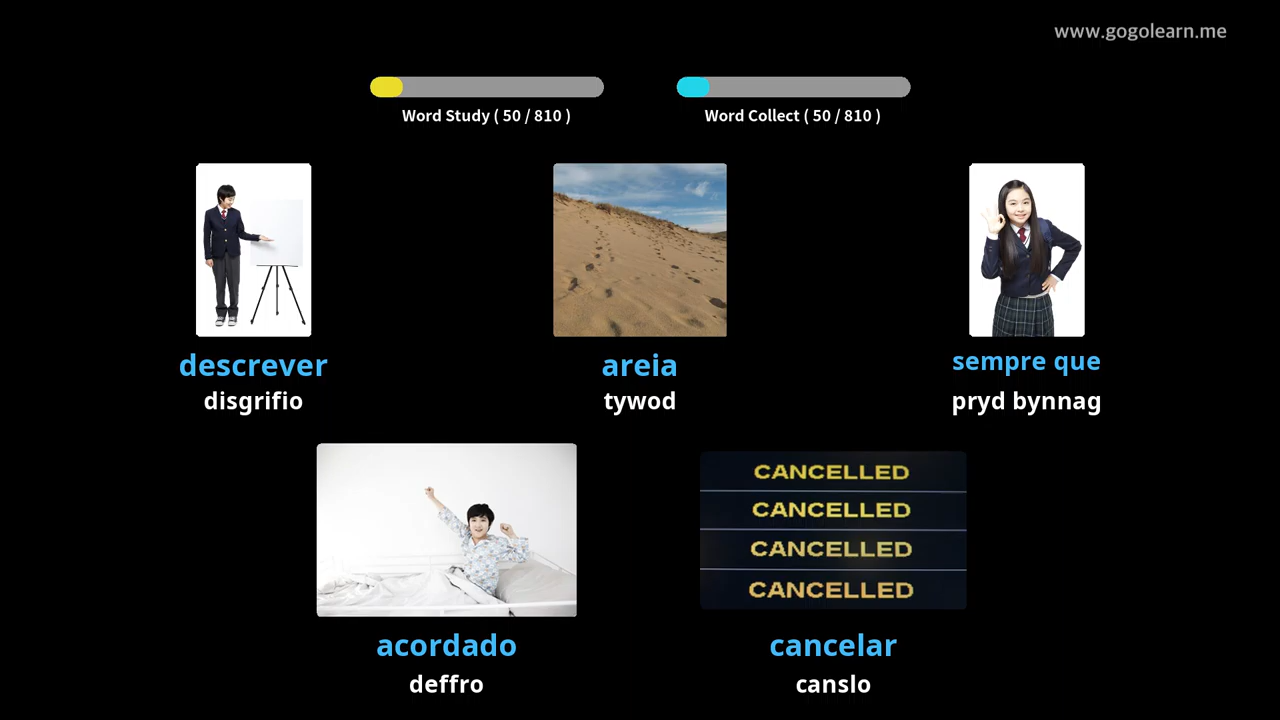 www.gogolearn.me
Word Study ( 50 / 810 )
Word Collect ( 50 / 810 )
descrever
disgrifio
areia
tywod
sempre que
pryd bynnag
CANCELLED
CANCELLED
CANCELLED
CANCELLED
acordado
deffro
cancelar
canslo